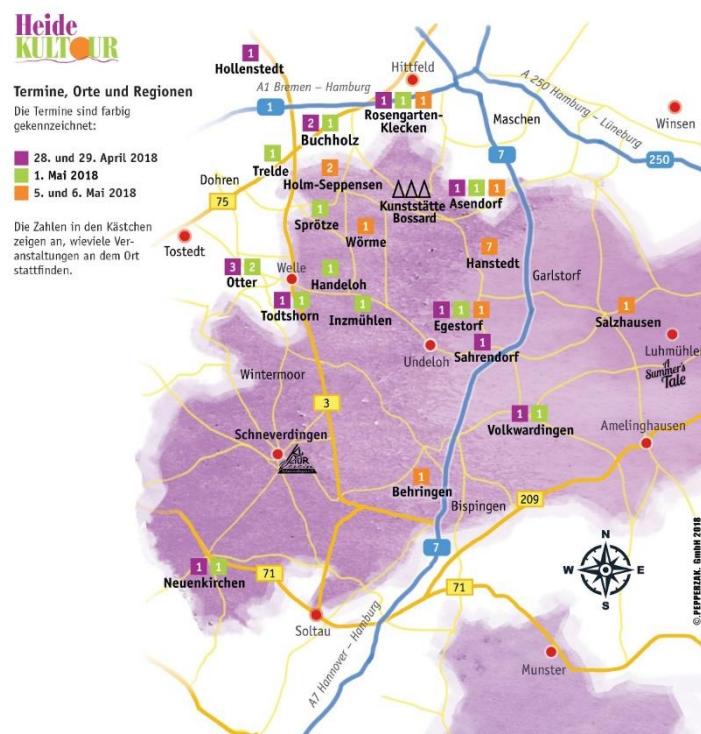 Heide
KULTOUR
Termine, Orte und Regionen
Die Termine sind farbig
gekennzeichnet:
28. und 29. April 2018
1. Mai 2018
5. und 6. Mai 2018
Die Zahlen in den Kästchen
zeigen an, wieviele Ver-
anstaltungen an dem Ort
stattfinden.
1
Hollenstedt
Hittfeld
A1 Bremen – Hamburg
A 250 Hamburg – Lüneburg
1
1 1 1
Rosengarten-
Klecken
Maschen
Winsen
2 1
Buchholz
7
250
1
Trelde
2
Holm-Seppensen
Dohren
75
Kunststätte
Bossard
1 1 1
Asendorf
1
Sprötze
1
Wörme
7
Hanstedt
Tostedt
3 2
Otter
Welle
1
Handeloh
Garlstorf
1 1
Todtshorn
1
Inzmühlen
1 1 1
Egestorf
1
Salzhausen
Undeloh
1
Sahrendorf
Luhmühlen
A
Summer's
Tale
Wintermoor
3
1 1
Volkwardingen
Amelinghausen
Schneverdingen
1
Behringen
Bispingen
209
7
1 1
Neuenkirchen
71
71
Soltau
A7 Hannover – Hamburg
Munster
N
W E
S
©.PEPPERZAK. GmbH 2018